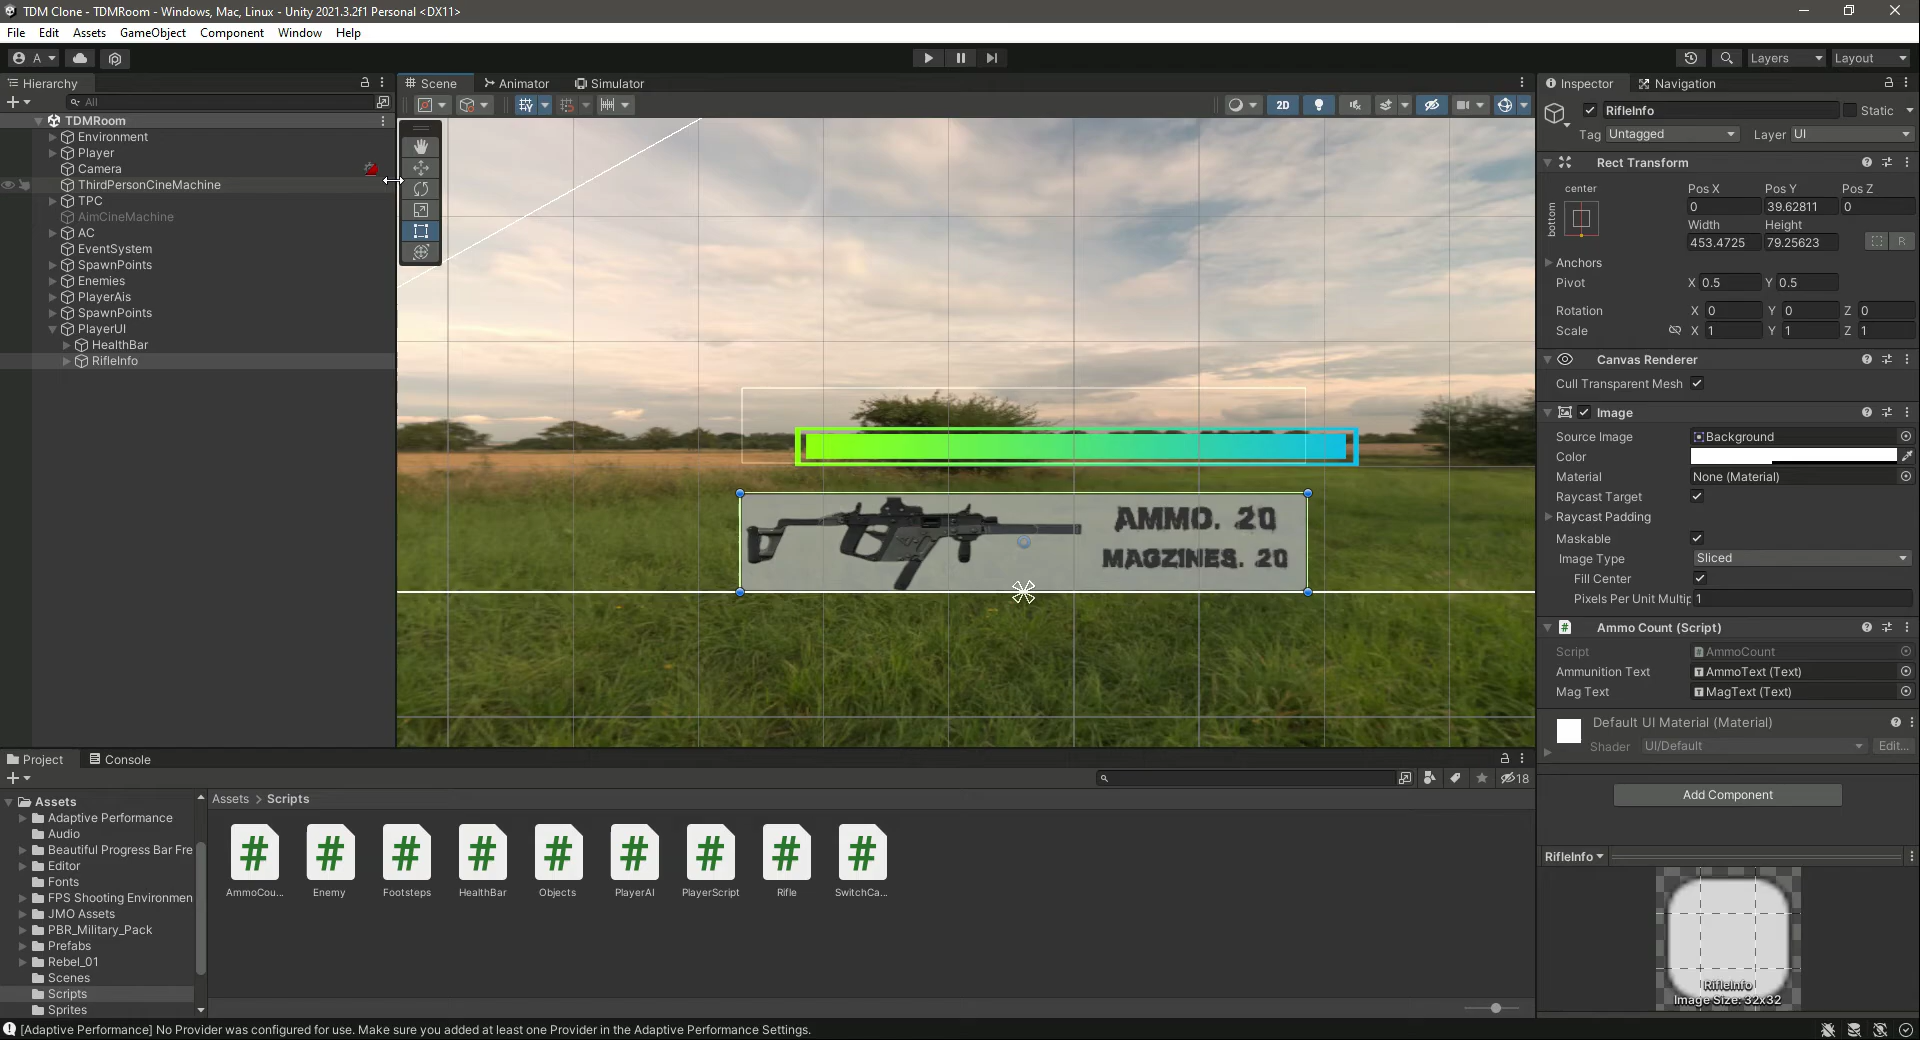 TDM Clone - TDMRoom - Windows, Mac, Linux - Unity 2021.3.2f1 Personal <DX11>
File Edit Assets GameObject Component Window Help
A Layers Layout
Hierarchy
All
TDMRoom
Environment
Player
Camera
ThirdPersonCineMachine
TPC
AimCineMachine
AC
EventSystem
SpawnPoints
Enemies
PlayerAis
SpawnPoints
PlayerUI
HealthBar
RifleInfo
Scene Animator Simulator
2D
AMMO. 20
MAGZINES. 20
Inspector Navigation
RifleInfo Static
Tag Untagged Layer UI
Rect Transform
center Pos X Pos Y Pos Z
bottom 0 39.62811 0
Width Height
453.4725 79.25623 R
Anchors
Pivot X 0.5 Y 0.5
Rotation X 0 Y 0 Z 0
Scale X 1 Y 1 Z 1
Canvas Renderer
Cull Transparent Mesh
Image
Source Image Background
Color
Material None (Material)
Raycast Target
Raycast Padding
Maskable
Image Type Sliced
Fill Center
Pixels Per Unit Multip 1
# Ammo Count (Script)
Script # AmmoCount
Ammunition Text T AmmoText (Text)
Mag Text T MagText (Text)
Default UI Material (Material)
Shader UI/Default Edit...
Add Component
RifleInfo
RifleInfo
Image Size: 32x32
Project Console
18
Assets
Adaptive Performance
Audio
Beautiful Progress Bar Fre
Editor
Fonts
FPS Shooting Environmen
JMO Assets
PBR_Military_Pack
Prefabs
Rebel_01
Scenes
Scripts
Sprites
Assets > Scripts
# # # # # # # # #
AmmoCou... Enemy Footsteps HealthBar Objects PlayerAI PlayerScript Rifle SwitchCa...
[Adaptive Performance] No Provider was configured for use. Make sure you added at least one Provider in the Adaptive Performance Settings.